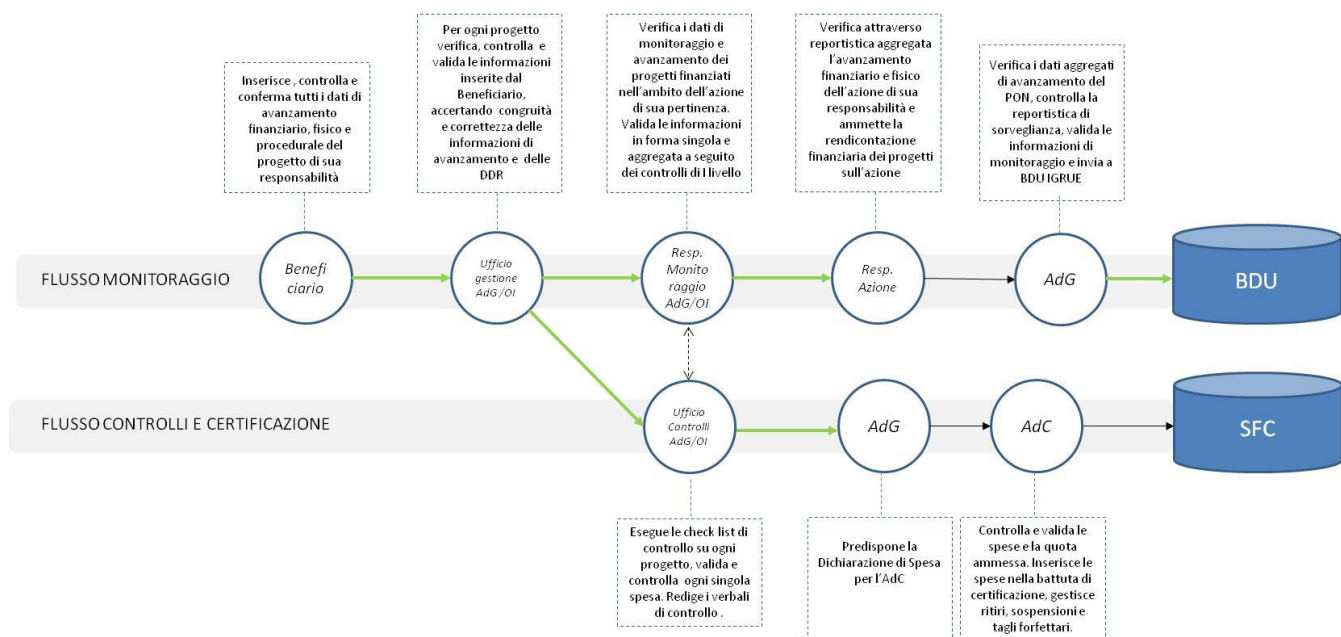 Inserisce , controlla e
conferma tutti i dati di
avanzamento
finanziario, fisico e
procedurale del
progetto di sua
responsabilità
Per ogni progetto
verifica, controlla e
valida le informazioni
inserite dal
Beneficiario,
accertando congruità
e correttezza delle
informazioni di
avanzamento e delle
DDR
Verifica i dati di
monitoraggio e
avanzamento dei
progetti finanziati
nell'ambito dell'azione
di sua pertinenza.
Valida le informazioni
in forma singola e
aggregata a seguito
dei controlli di I livello
Verifica attraverso
reportistica aggregata
l'avanzamento
finanziario e fisico
dell'azione di sua
responsabilità e
ammette la
rendicontazione
finanziaria dei progetti
sull'azione
Verifica i dati aggregati
di avanzamento del
PON, controlla la
reportistica di
sorveglianza, valida le
informazioni di
monitoraggio e invia a
BDU IGRUE
FLUSSO MONITORAGGIO
Benefi
ciario
Ufficio
gestione
AdG/OI
Resp.
Monito
raggio
AdG/OI
Resp.
Azione
AdG
BDU
FLUSSO CONTROLLI E CERTIFICAZIONE
Ufficio
Controlli
AdG/OI
AdG
AdC
SFC
Esegue le check list di
controllo su ogni
progetto, valida e
controlla ogni singola
spesa. Redige i verbali
di controllo .
Predispone la
Dichiarazione di Spesa
per l'AdC
Controlla e valida le
spese e la quota
ammessa. Inserisce le
spese nella battuta di
certificazione, gestisce
ritiri, sospensioni e
tagli forfettari.